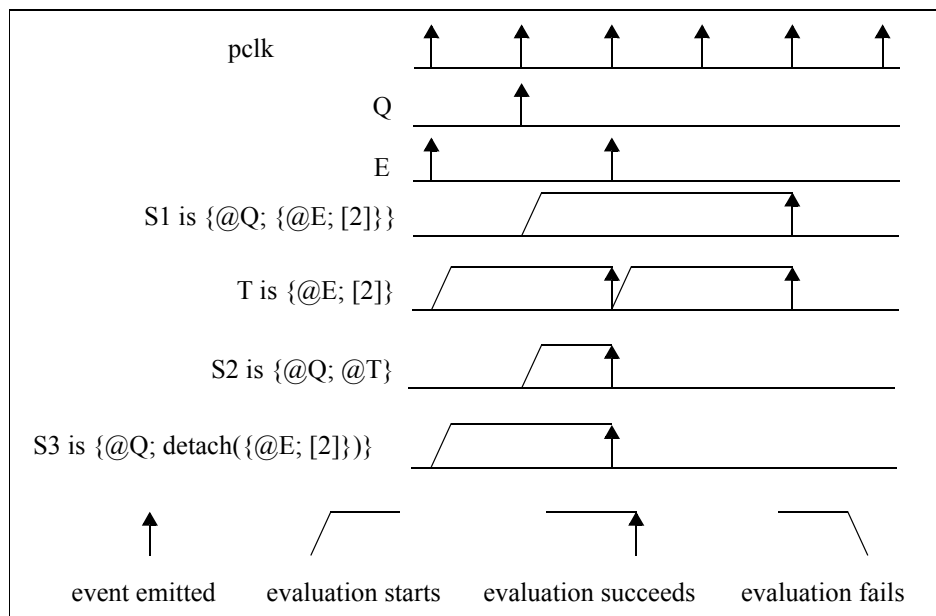 pclk
Q
E
S1 is {@Q; {@E; [2]}}
T is {@E; [2]}
S2 is {@Q; @T}
S3 is {@Q; detach({@E; [2]})}
event emitted
evaluation starts
evaluation succeeds
evaluation fails